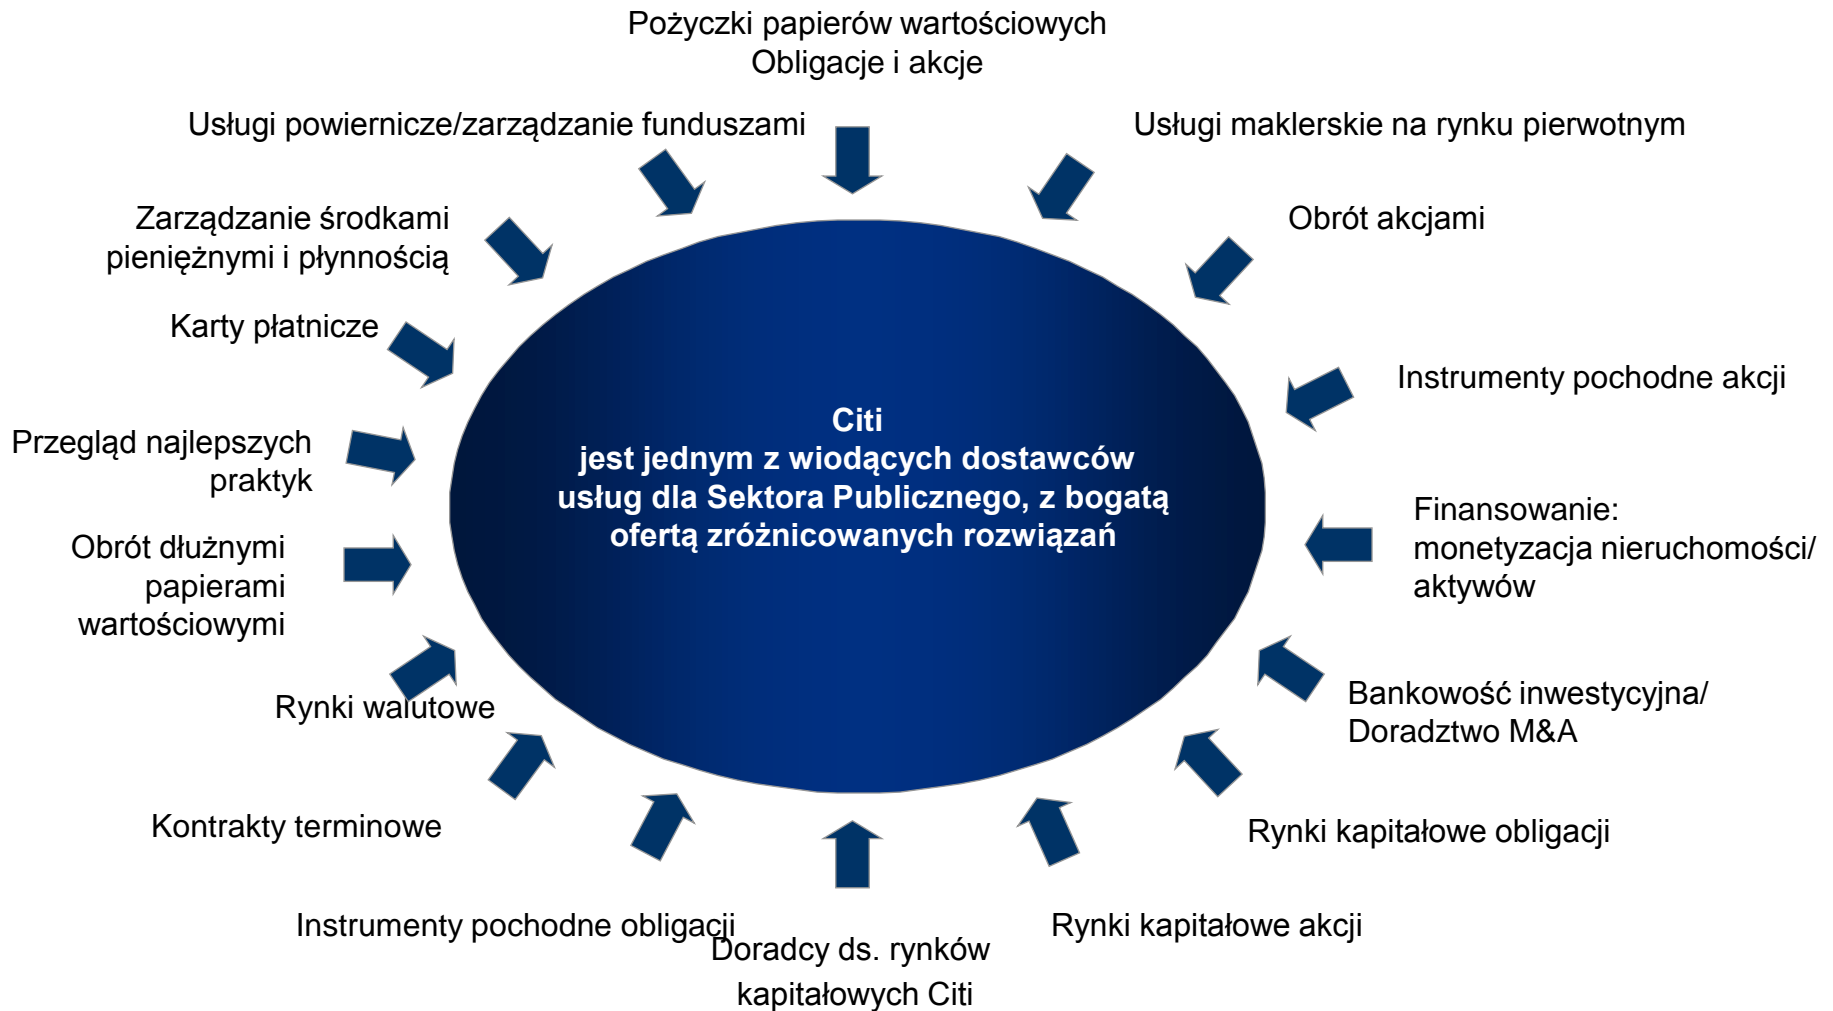 Pożyczki papierów wartościowych
Obligacje i akcje
Usługi powiernicze/zarządzanie funduszami
Usługi maklerskie na rynku pierwotnym
Zarządzanie środkami
pieniężnymi i płynnością
Obrót akcjami
Karty płatnicze
Instrumenty pochodne akcji
Citi
jest jednym z wiodących dostawców
usług dla Sektora Publicznego, z bogatą
ofertą zróżnicowanych rozwiązań
Przegląd najlepszych
praktyk
Finansowanie:
monetyzacja nieruchomości/
aktywów
Obrót dłużnymi
papierami
wartościowymi
Rynki walutowe
Bankowość inwestycyjna/
Doradztwo M&A
Kontrakty terminowe
Rynki kapitałowe obligacji
Instrumenty pochodne obligacji
Rynki kapitałowe akcji
Doradcy ds. rynków
kapitałowych Citi